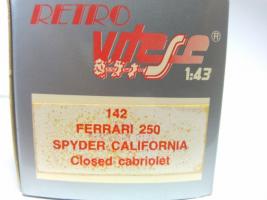 RETRO
Vitesse®
1:43
142
FERRARI 250
SPYDER CALIFORNIA
Closed cabriolet